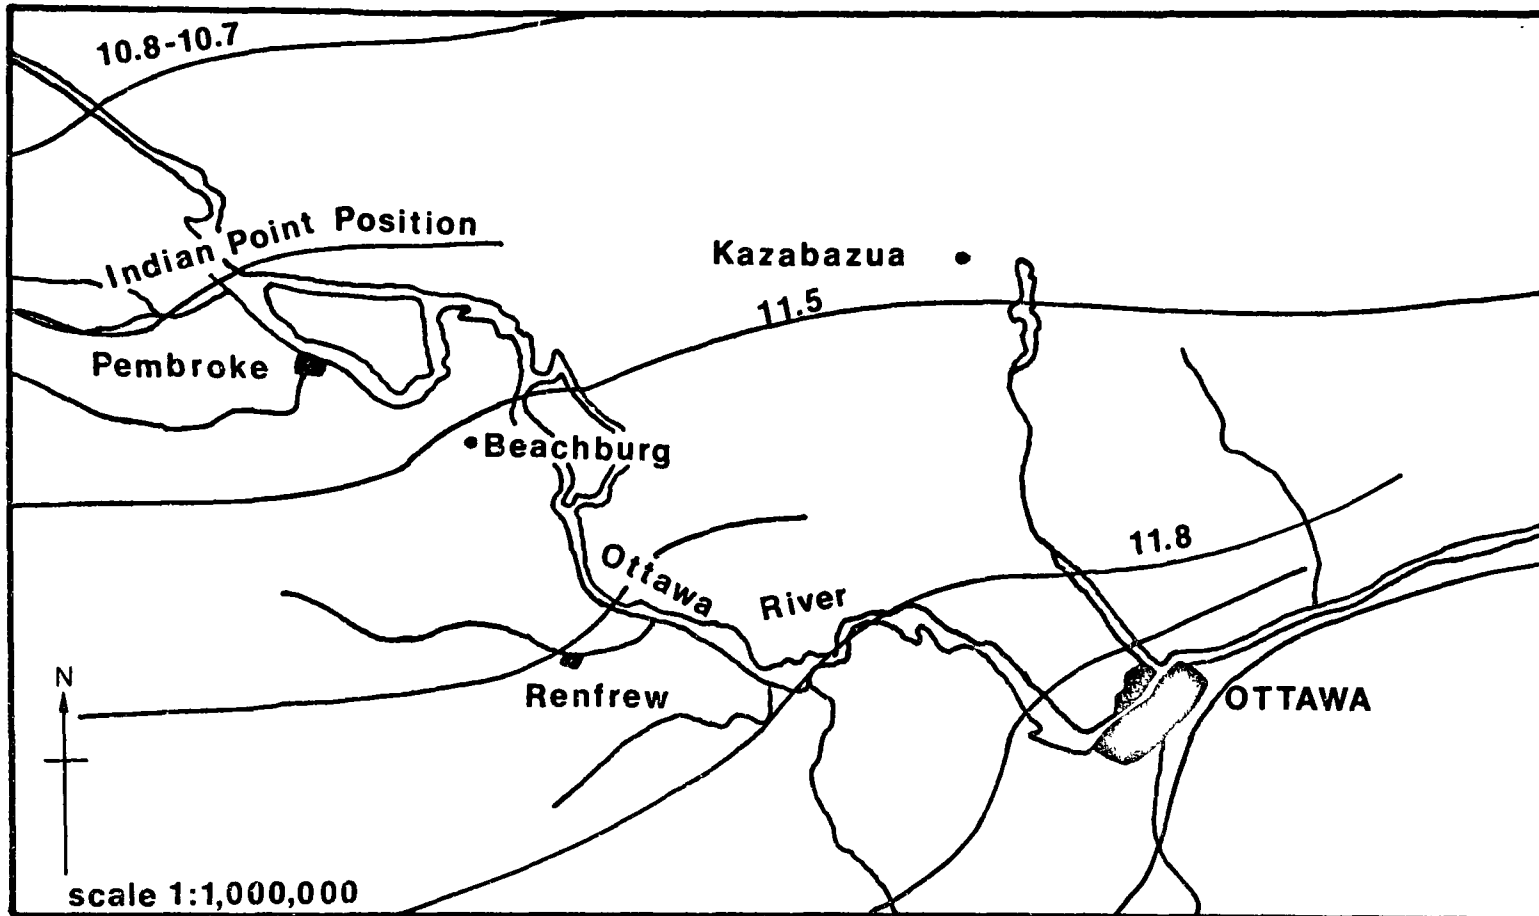 10.8-10.7
Indian Point Position
Kazabazua
11.5
Pembroke
Beachburg
11.8
Ottawa River
Renfrew
N
OTTAWA
scale 1:1,000,000